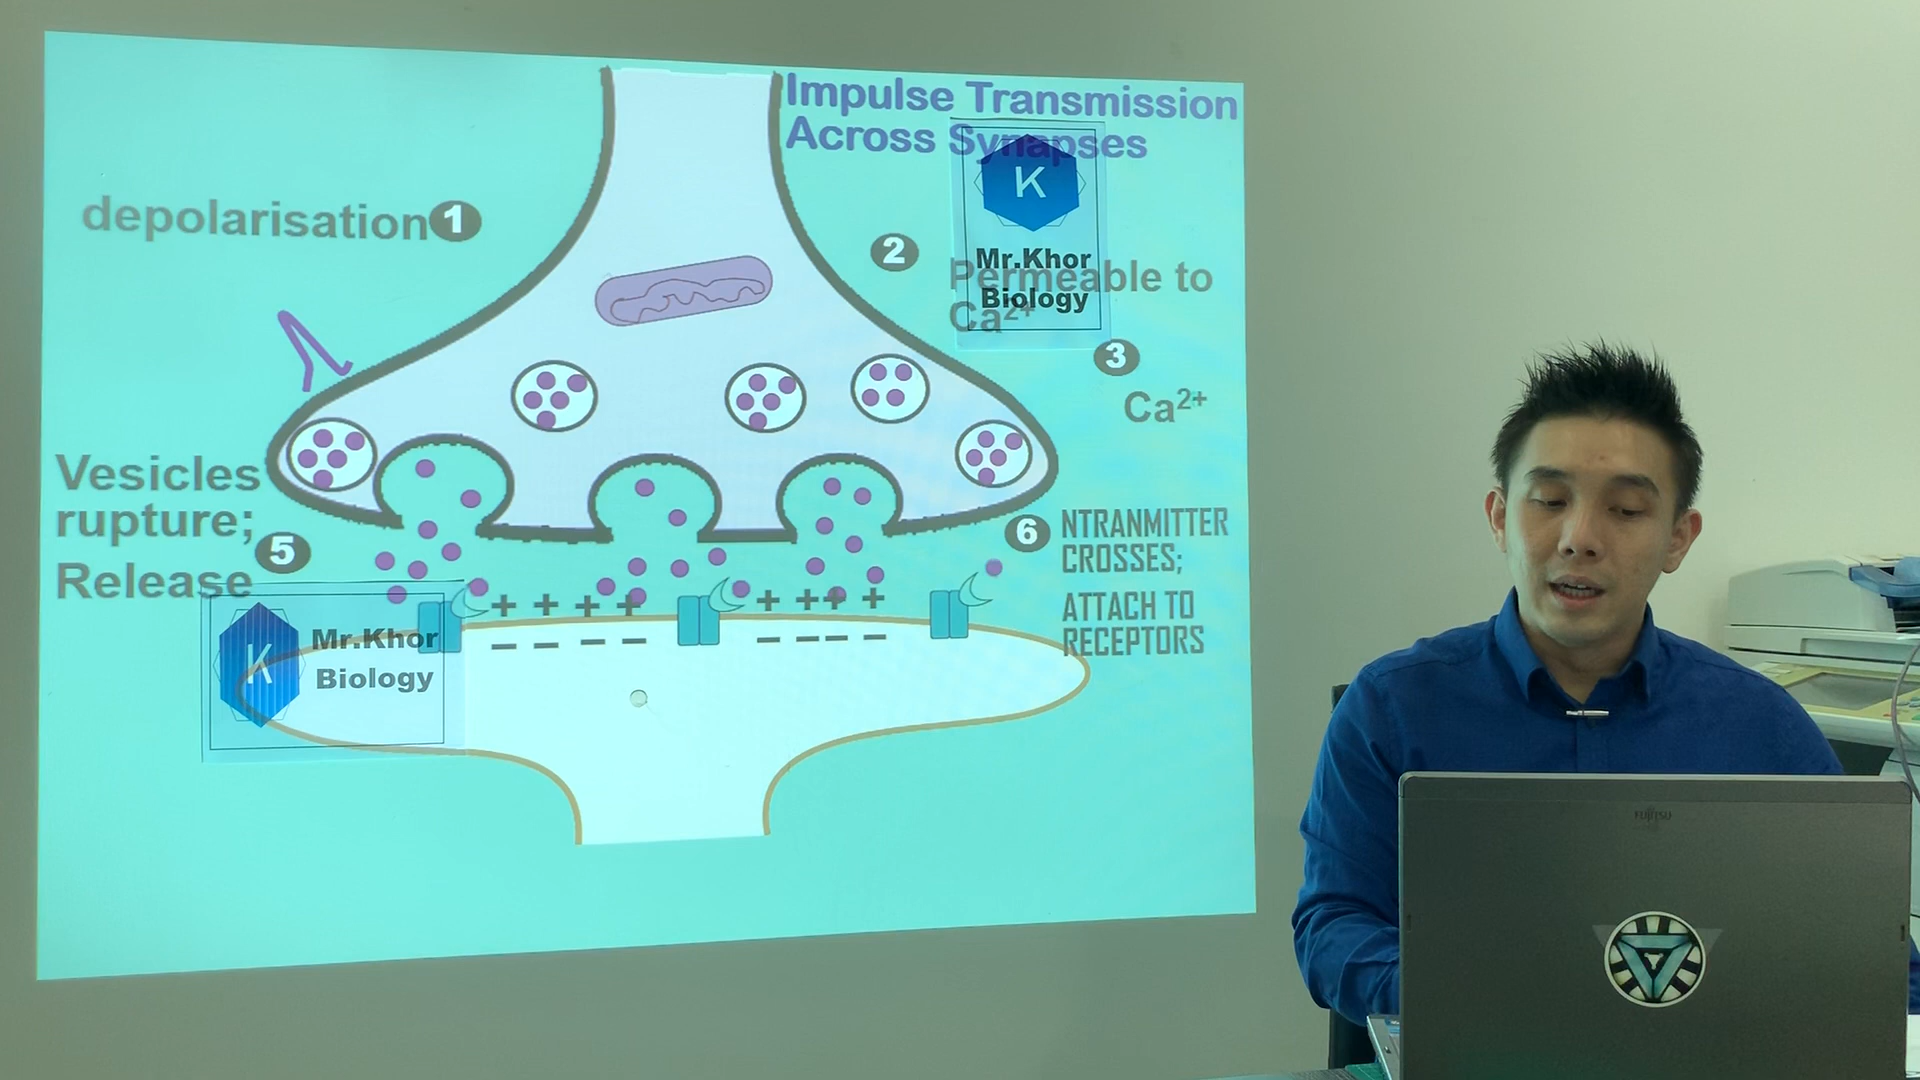 Impulse Transmission
Across Synapses
K
Mr.Khor
Biology
depolarisation 1
2
Permeable to
Ca2+
3
Ca2+
Vesicles
rupture;
5
Release
6
NTRANMITTER
CROSSES;
ATTACH TO
RECEPTORS
+ + + +
+ ++ +
− − − −
− −− −
K
Mr.Khor
Biology
FUJITSU